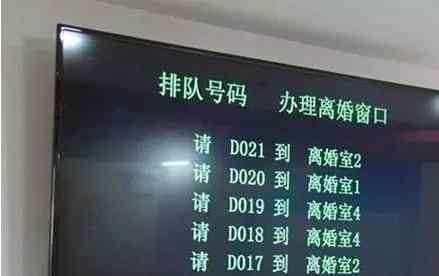 排队号码 办理离婚窗口
请 D021 到 离婚室2
请 D020 到 离婚室1
请 D019 到 离婚室4
请 D018 到 离婚室4
请 D017 到 离婚室2